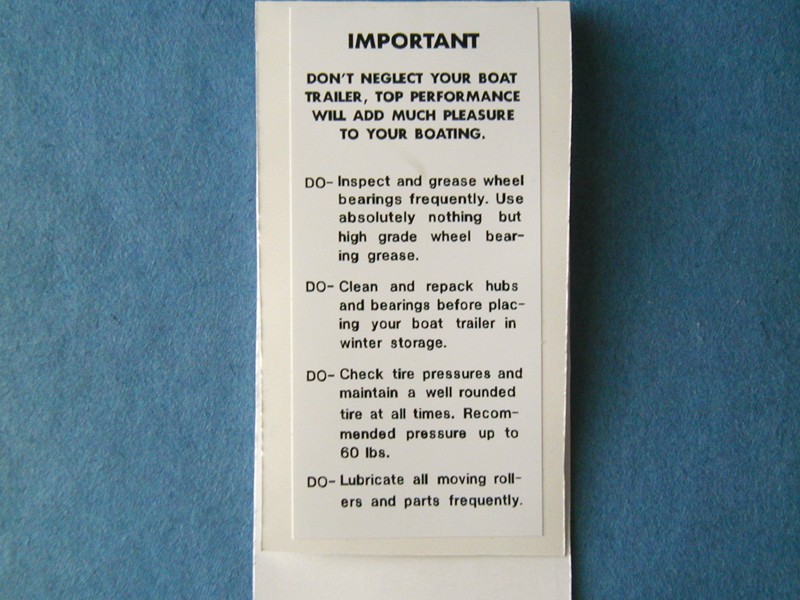 IMPORTANT
DON'T NEGLECT YOUR BOAT
TRAILER, TOP PERFORMANCE
WILL ADD MUCH PLEASURE
TO YOUR BOATING.
DO- Inspect and grease wheel
bearings frequently. Use
absolutely nothing but
high grade wheel bear-
ing grease.
DO- Clean and repack hubs
and bearings before plac-
ing your boat trailer in
winter storage.
DO- Check tire pressures and
maintain a well rounded
tire at all times. Recom-
mended pressure up to
60 lbs.
DO- Lubricate all moving roll-
ers and parts frequently.